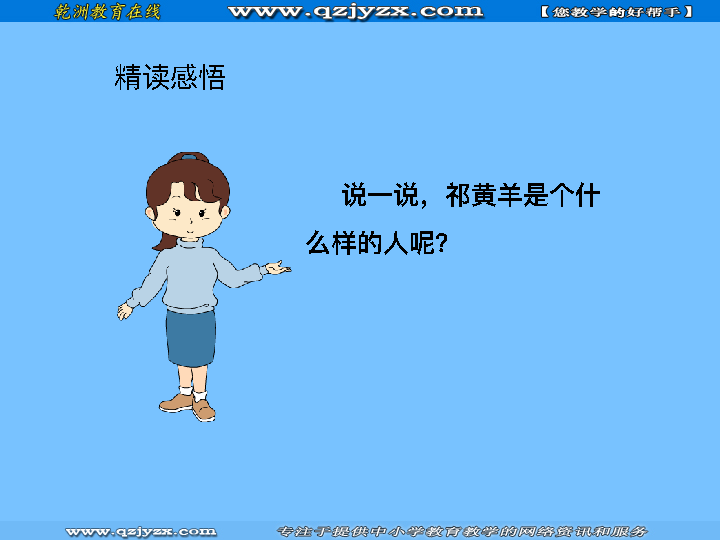 乾洲教育在线 www.qzjyzx.com 【您教学的好帮手】
精读感悟
说一说，祁黄羊是个什
么样的人呢?
www.qzjyzx.com 专注于提供中小学教育教学的网络资讯和服务